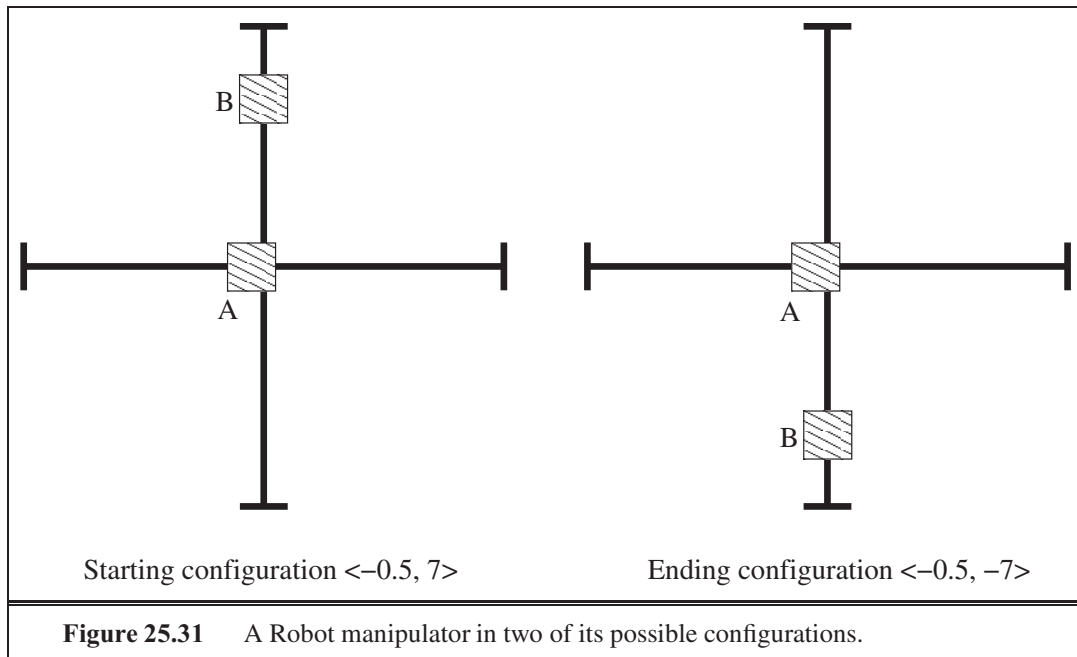 B
A
A
B
Starting configuration <−0.5, 7> Ending configuration <−0.5, −7>
Figure 25.31 A Robot manipulator in two of its possible configurations.